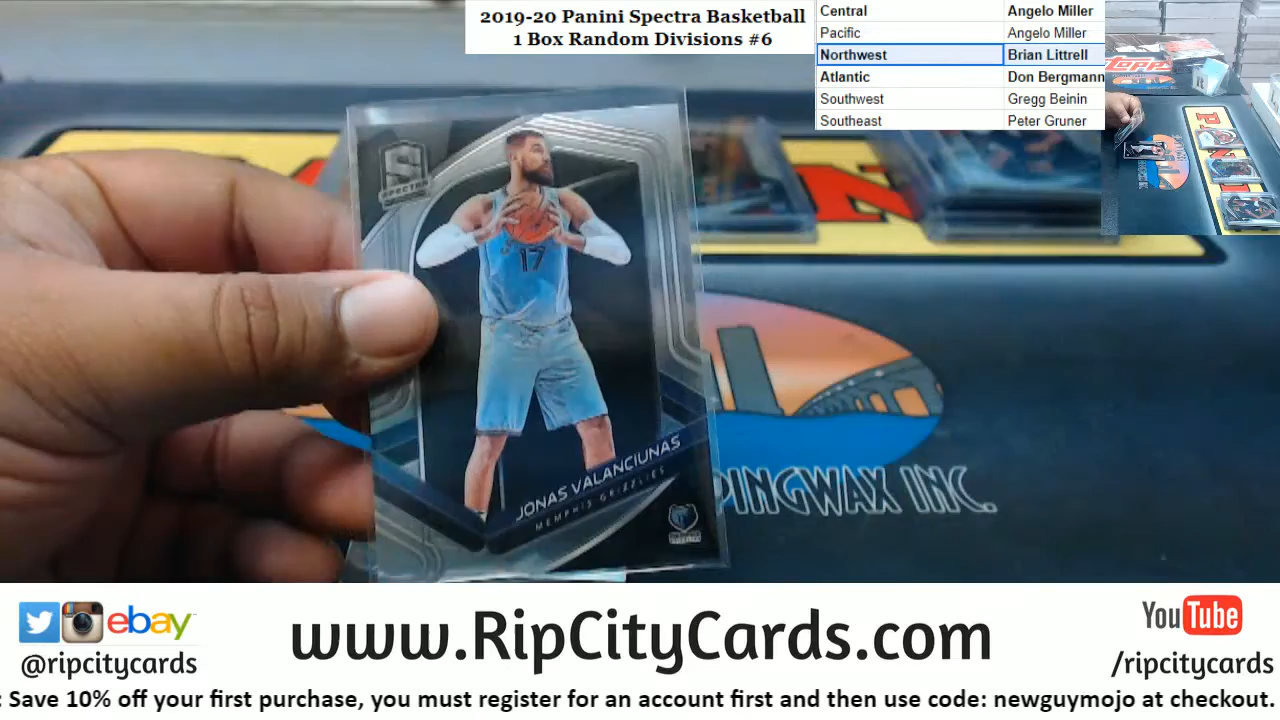 2019-20 Panini Spectra Basketball
1 Box Random Divisions #6
Central Angelo Miller
Pacific Angelo Miller
Northwest Brian Littrell
Atlantic Don Bergmann
Southwest Gregg Beinin
Southeast Peter Gruner
Topps
S
SPECTRA
17
JONAS VALANCIUNAS
MEMPHIS GRIZZLIES
PINGWAX INC.
ebay
@ripcitycards
www.RipCityCards.com
YouTube
/ripcitycards
: Save 10% off your first purchase, you must register for an account first and then use code: newguymojo at checkout.